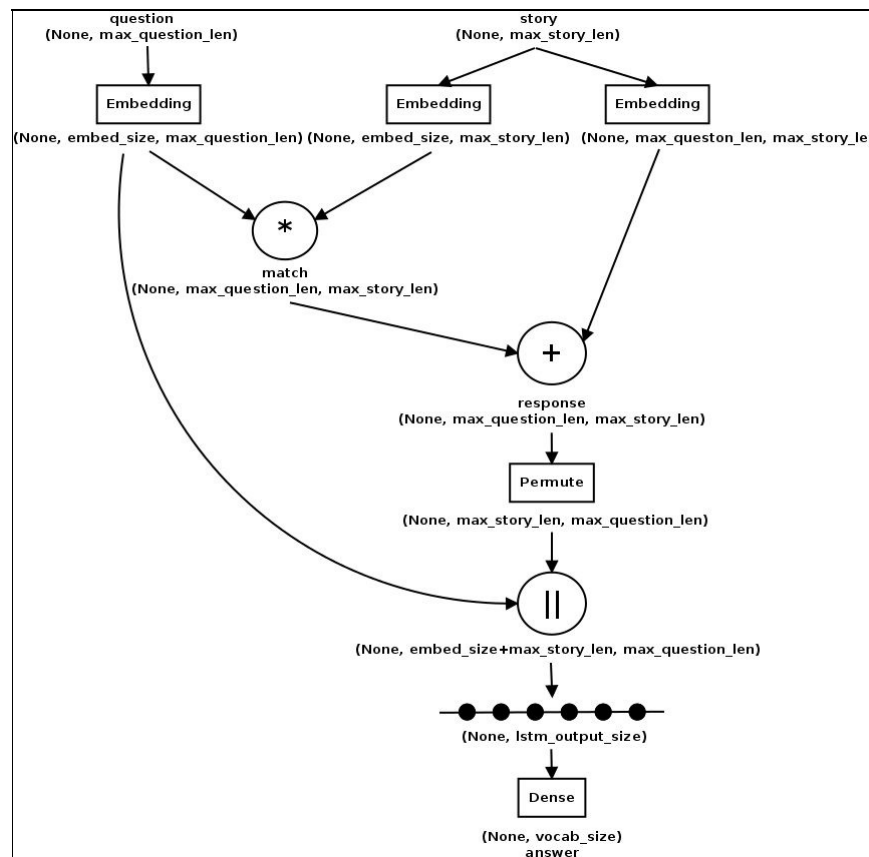 question
(None, max_question_len)
story
(None, max_story_len)
Embedding
Embedding
Embedding
(None, embed_size, max_question_len)
(None, embed_size, max_story_len)
(None, max_queston_len, max_story_le
*
match
(None, max_question_len, max_story_len)
+
response
(None, max_question_len, max_story_len)
Permute
(None, max_story_len, max_question_len)
||
(None, embed_size+max_story_len, max_question_len)
(None, lstm_output_size)
Dense
(None, vocab_size)
answer